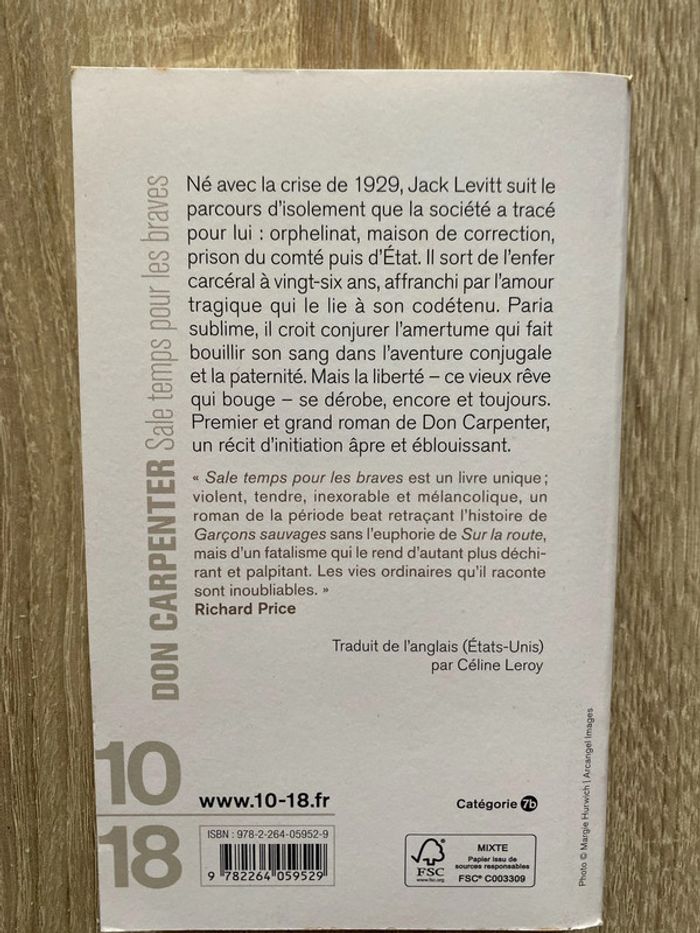 Né avec la crise de 1929, Jack Levitt suit le
parcours d'isolement que la société a tracé
pour lui : orphelinat, maison de correction,
prison du comté puis d'État. Il sort de l'enfer
carcéral à vingt-six ans, affranchi par l'amour
tragique qui le lie à son codétenu. Paria
sublime, il croit conjurer l'amertume qui fait
bouillir son sang dans l'aventure conjugale
et la paternité. Mais la liberté – ce vieux rêve
qui bouge – se dérobe, encore et toujours.
Premier et grand roman de Don Carpenter,
un récit d'initiation âpre et éblouissant.
« Sale temps pour les braves est un livre unique ;
violent, tendre, inexorable et mélancolique, un
roman de la période beat retraçant l'histoire de
Garçons sauvages sans l'euphorie de Sur la route,
mais d'un fatalisme qui le rend d'autant plus déchi-
rant et palpitant. Les vies ordinaires qu'il raconte
sont inoubliables. »
Richard Price
Traduit de l'anglais (États-Unis)
par Céline Leroy
DON CARPENTER Sale temps pour les braves
10
18
www.10-18.fr
Catégorie 7b
ISBN : 978-2-264-05952-9
9 782264 059529
FSC
www.fsc.org
MIXTE
Papier issu de
sources responsables
FSC® C003309
Photo © Margie Hurwich | Arcangel Images